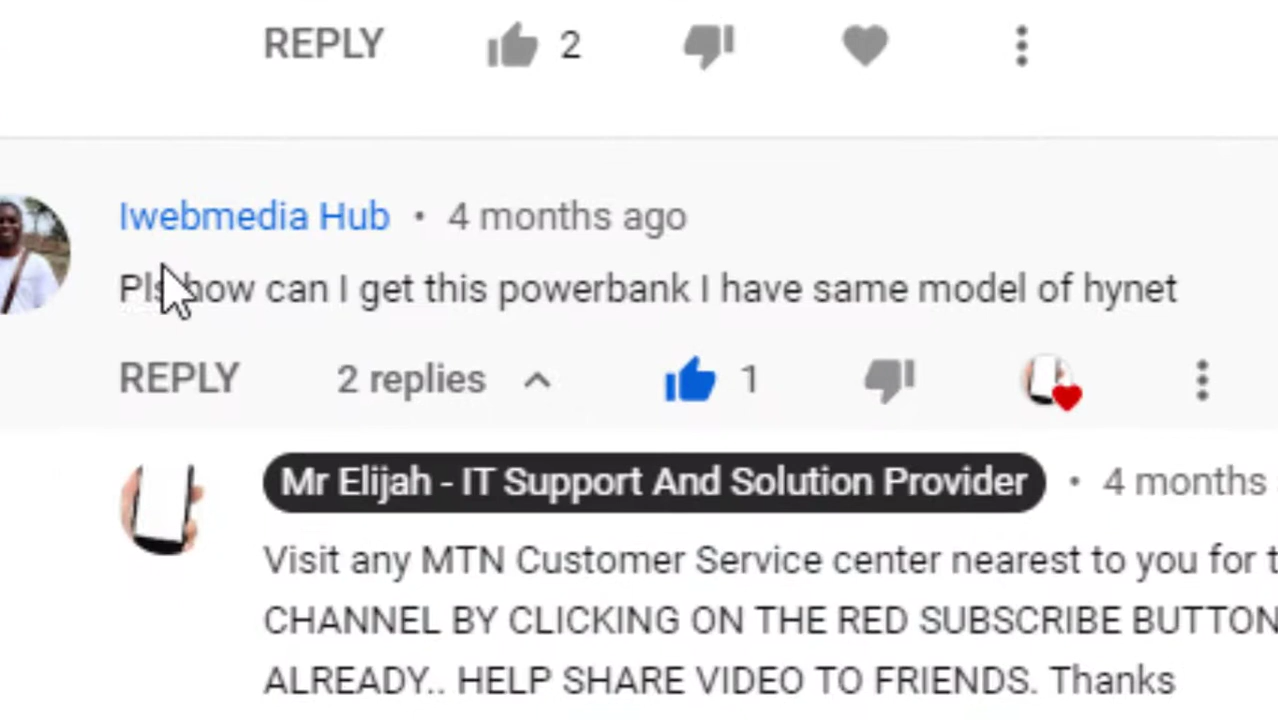 REPLY 2
Iwebmedia Hub • 4 months ago
Pls how can I get this powerbank I have same model of hynet
REPLY 2 replies 1
Mr Elijah - IT Support And Solution Provider • 4 months
Visit any MTN Customer Service center nearest to you for
CHANNEL BY CLICKING ON THE RED SUBSCRIBE BUTTON
ALREADY.. HELP SHARE VIDEO TO FRIENDS. Thanks